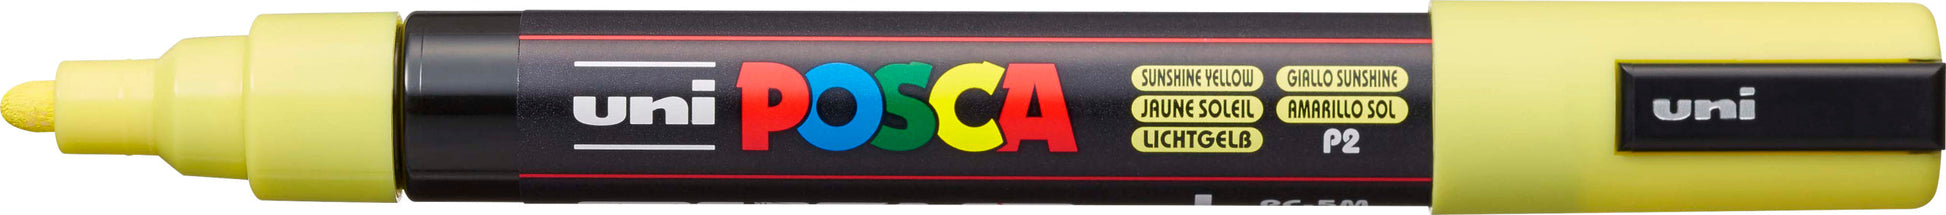 uni POSCA
SUNSHINE YELLOW
JAUNE SOLEIL
LICHTGELB
GIALLO SUNSHINE
AMARILLO SOL
P2
uni